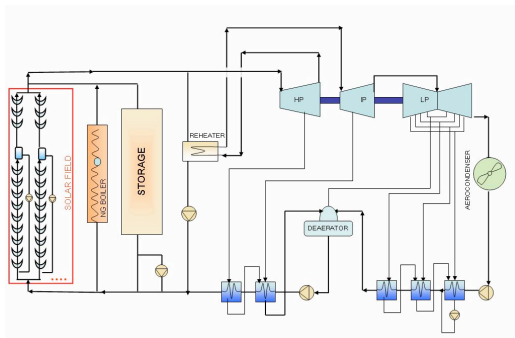 SOLAR FIELD
NG BOILER
STORAGE
REHEATER
HP
IP
LP
AEROCONDENSER
DEAERATOR